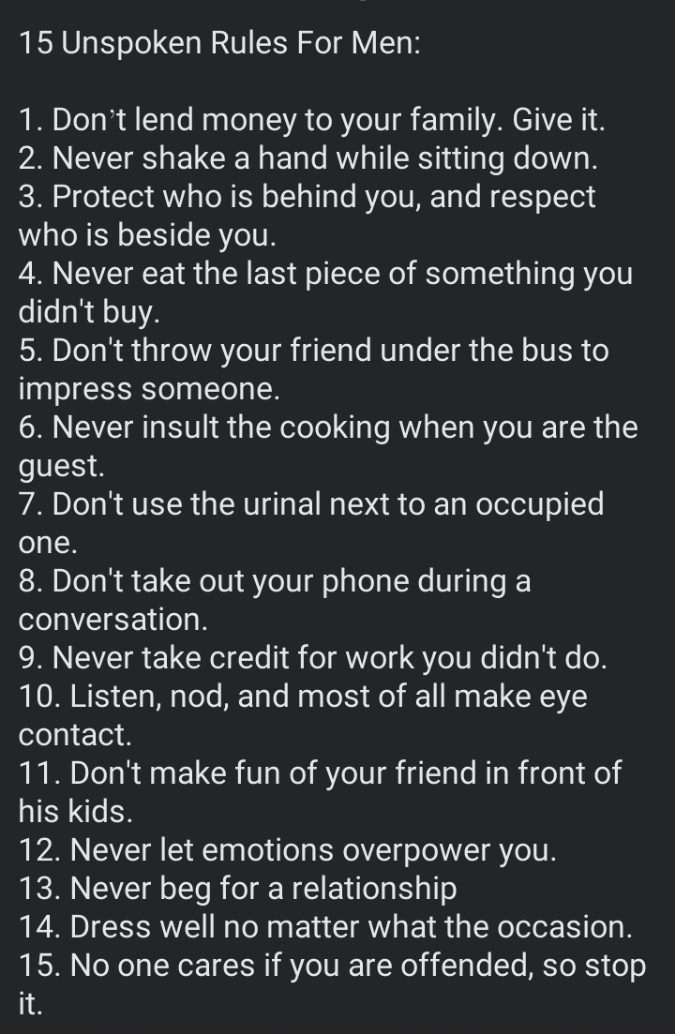 15 Unspoken Rules For Men:
1. Don’t lend money to your family. Give it.
2. Never shake a hand while sitting down.
3. Protect who is behind you, and respect
who is beside you.
4. Never eat the last piece of something you
didn't buy.
5. Don't throw your friend under the bus to
impress someone.
6. Never insult the cooking when you are the
guest.
7. Don't use the urinal next to an occupied
one.
8. Don't take out your phone during a
conversation.
9. Never take credit for work you didn't do.
10. Listen, nod, and most of all make eye
contact.
11. Don't make fun of your friend in front of
his kids.
12. Never let emotions overpower you.
13. Never beg for a relationship
14. Dress well no matter what the occasion.
15. No one cares if you are offended, so stop
it.